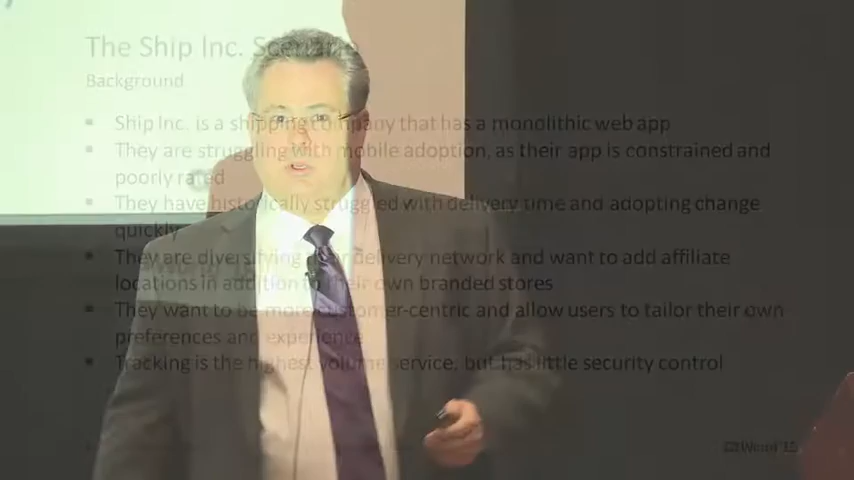 The Ship Inc. Scenario
Background
Ship Inc. is a shipping company that has a monolithic web app
They are struggling with mobile adoption, as their app is constrained and
poorly rated
They have historically struggled with delivery time and adopting change
quickly
They are diversifying their delivery network and want to add affiliate
locations in addition to their own branded stores
They want to be more customer-centric and allow users to tailor their own
preferences and experience
Tracking is the highest volume service, but has little security control
World '15